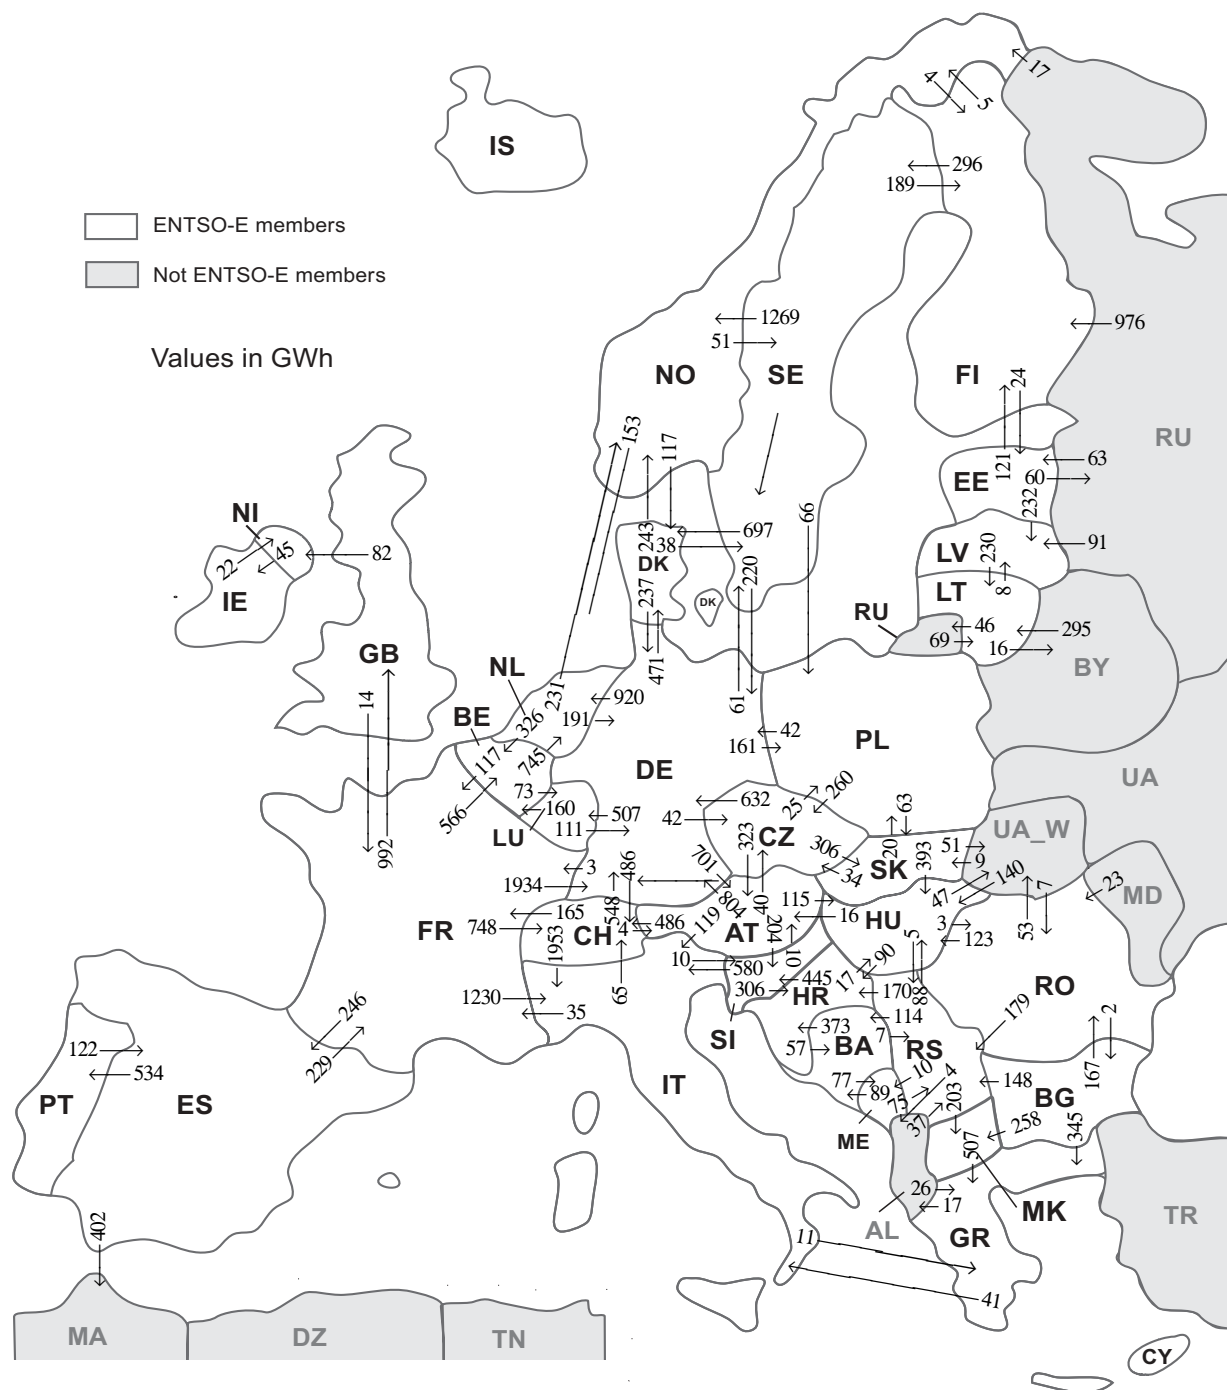 17
4
5
IS
296
189
ENTSO-E members
Not ENTSO-E members
1269
51
976
Values in GWh
NO
SE
FI
24
RU
153
117
121
63
EE
60
232
NI
66
697
243
38
45
82
22
DK
LV
230
91
220
IE
237
DK
LT
8
RU
46
69
295
16
GB
NL
471
BY
14
231
920
61
BE
326
191
42
161
PL
117
745
DE
UA
73
25
260
632
566
160
507
42
63
LU
111
323
CZ
UA_W
306
20
51
3
486
701
34
SK
393
9
140
1934
804
40
115
47
7
23
MD
165
548
119
16
HU
748
FR
CH
4
486
AT
204
3
53
1953
10
5
123
10
580
90
445
17
65
306
HR
170
88
RO
1230
35
246
SI
114
179
2
373
7
229
57
BA
RS
122
534
IT
77
10
4
148
167
PT
ES
89
75
203
BG
37
258
345
ME
507
26
17
MK
402
AL
GR
TR
11
41
MA
DZ
TN
CY